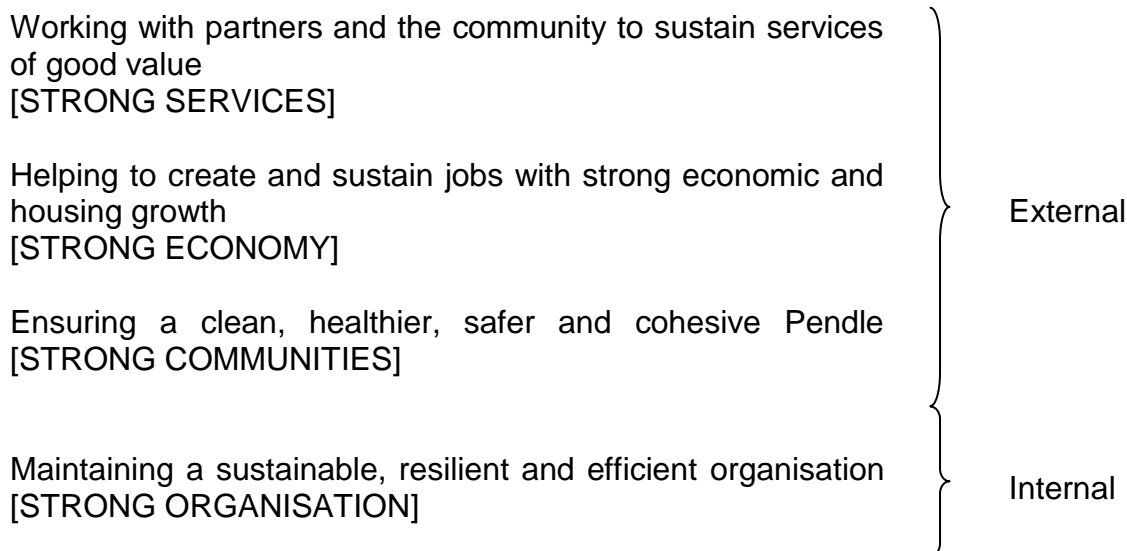 Working with partners and the community to sustain services
of good value
[STRONG SERVICES]
Helping to create and sustain jobs with strong economic and
housing growth
[STRONG ECONOMY]
External
Ensuring a clean, healthier, safer and cohesive Pendle
[STRONG COMMUNITIES]
Maintaining a sustainable, resilient and efficient organisation
[STRONG ORGANISATION]
Internal